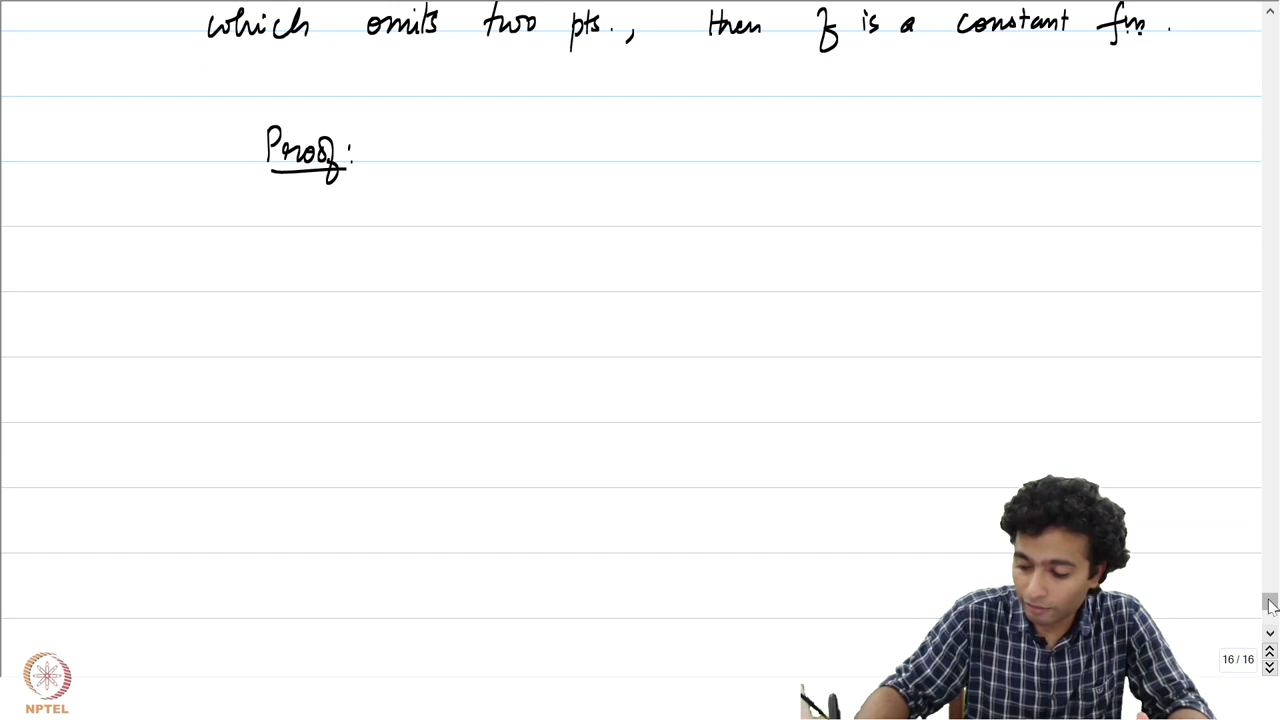 which omits two pts., then f is a constant fn.
Proof:
16 / 16
NPTEL